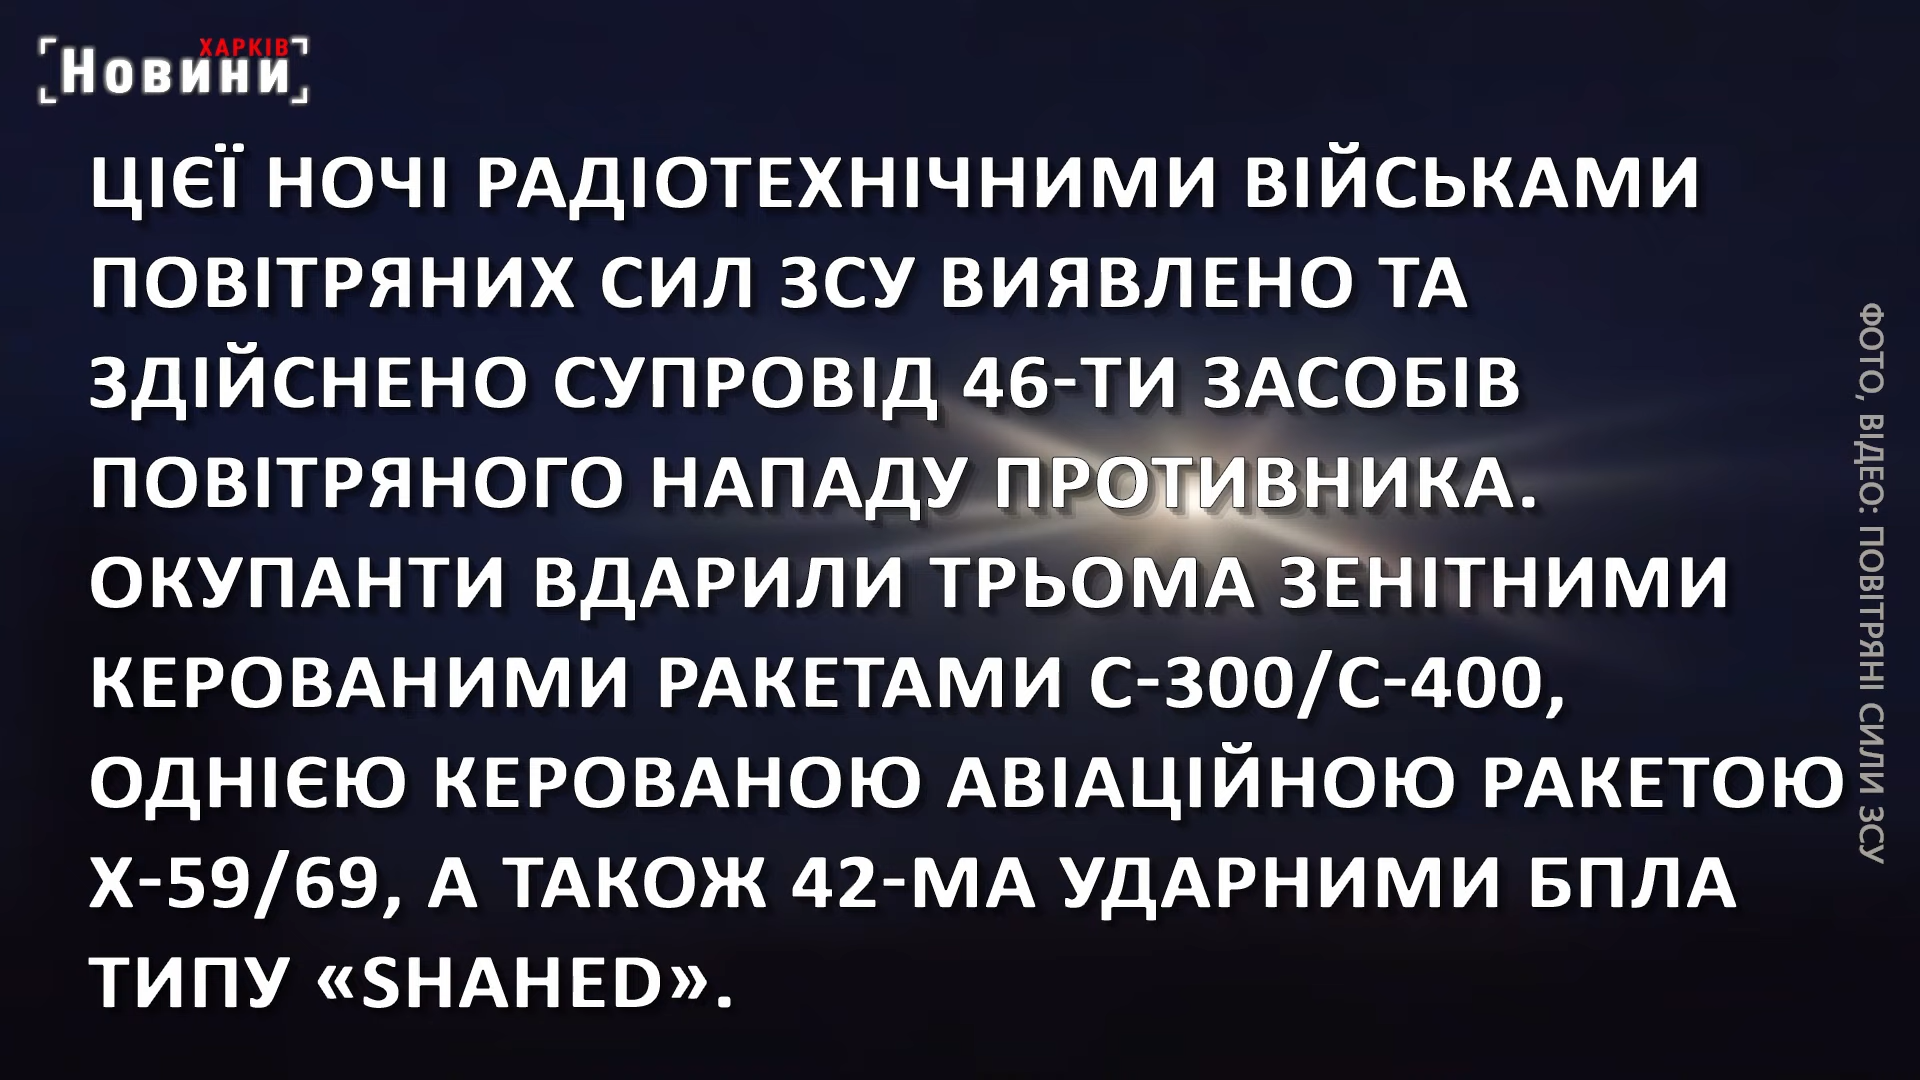 ХАРКІВ
Новини
ЦІЄЇ НОЧІ РАДІОТЕХНІЧНИМИ ВІЙСЬКАМИ
ПОВІТРЯНИХ СИЛ ЗСУ ВИЯВЛЕНО ТА
ЗДІЙСНЕНО СУПРОВІД 46-ТИ ЗАСОБІВ
ПОВІТРЯНОГО НАПАДУ ПРОТИВНИКА.
ОКУПАНТИ ВДАРИЛИ ТРЬОМА ЗЕНІТНИМИ
КЕРОВАНИМИ РАКЕТАМИ С-300/С-400,
ОДНІЄЮ КЕРОВАНОЮ АВІАЦІЙНОЮ РАКЕТОЮ
Х-59/69, А ТАКОЖ 42-МА УДАРНИМИ БПЛА
ТИПУ «SHAHED».
ФОТО, ВІДЕО: ПОВІТРЯНІ СИЛИ ЗСУ